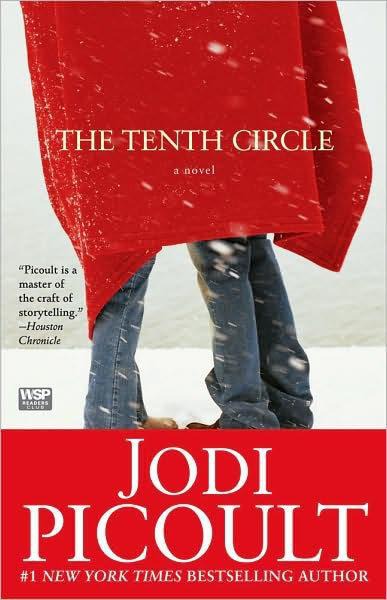 THE TENTH CIRCLE
a novel
“Picoult is a
master of
the craft of
storytelling.”
—Houston
Chronicle
WSP
READERS
CLUB
JODI
PICOULT
#1 NEW YORK TIMES BESTSELLING AUTHOR